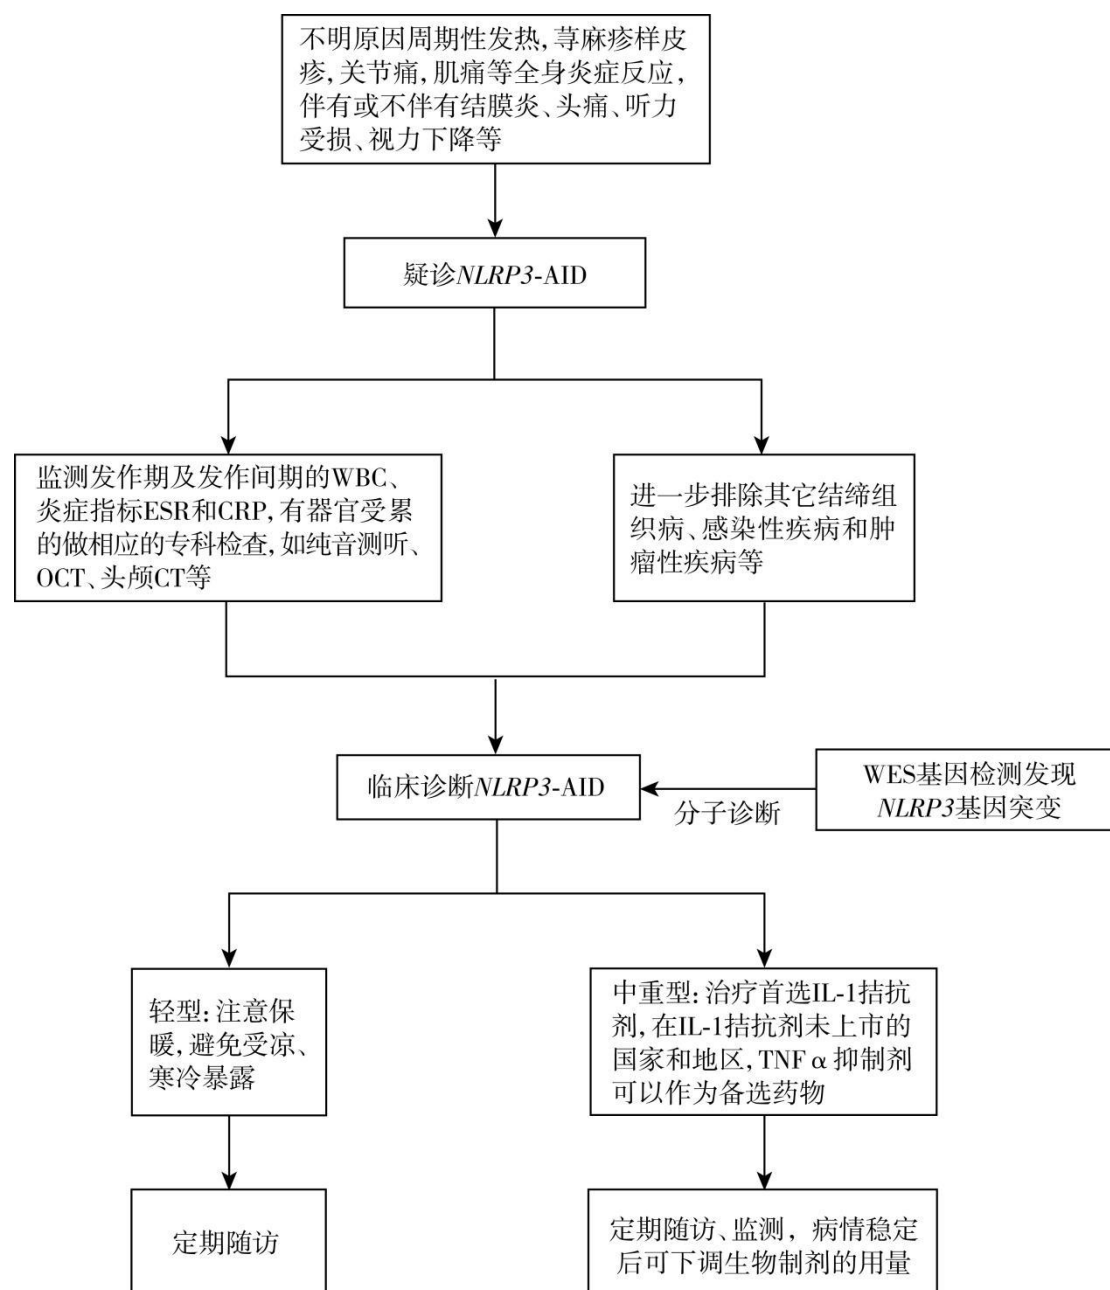 不明原因周期性发热,荨麻疹样皮
疹,关节痛,肌痛等全身炎症反应,
伴有或不伴有结膜炎、头痛、听力
受损、视力下降等
疑诊NLRP3-AID
监测发作期及发作间期的WBC、
炎症指标ESR和CRP,有器官受累
的做相应的专科检查,如纯音测听、
OCT、头颅CT等
进一步排除其它结缔组
织病、感染性疾病和肿
瘤性疾病等
临床诊断NLRP3-AID
分子诊断
WES基因检测发现
NLRP3基因突变
轻型:注意保
暖,避免受凉、
寒冷暴露
中重型:治疗首选IL-1拮抗
剂,在IL-1拮抗剂未上市的
国家和地区,TNFα抑制剂
可以作为备选药物
定期随访
定期随访、监测,病情稳定
后可下调生物制剂的用量